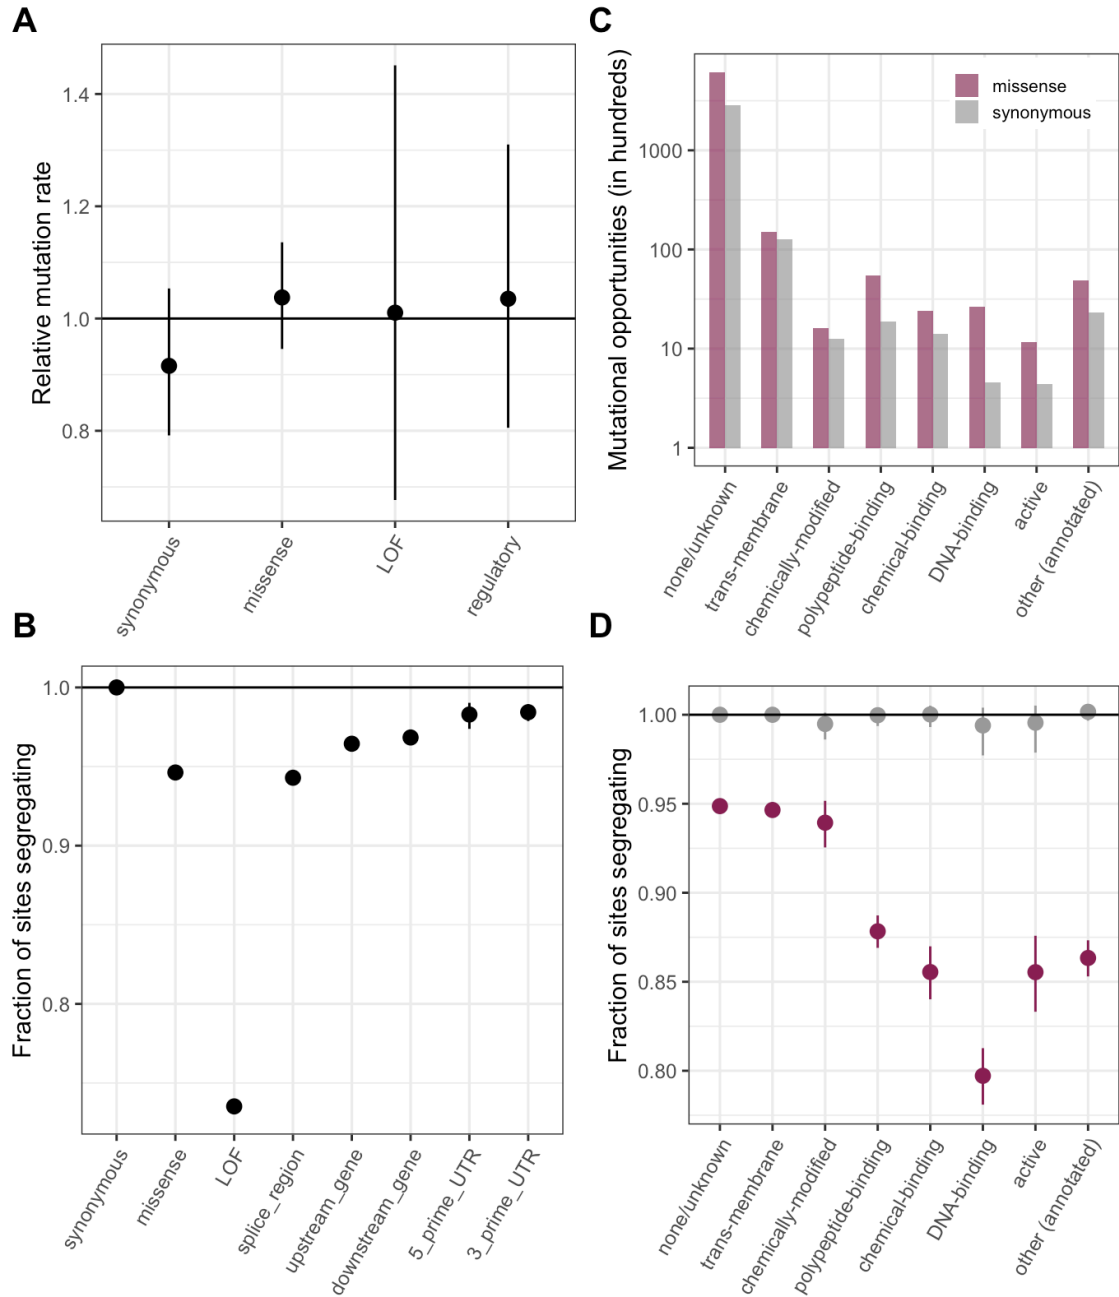 A
Relative mutation rate
1.4
1.2
1.0
0.8
synonymous
missense
LOF
regulatory
B
Fraction of sites segregating
1.0
0.9
0.8
synonymous
missense
LOF
splice_region
upstream_gene
downstream_gene
5_prime_UTR
3_prime_UTR
C
Mutational opportunities (in hundreds)
missense
synonymous
1000
100
10
1
none/unknown
trans-membrane
chemically-modified
polypeptide-binding
chemical-binding
DNA-binding
active
other (annotated)
D
Fraction of sites segregating
1.00
0.95
0.90
0.85
0.80
none/unknown
trans-membrane
chemically-modified
polypeptide-binding
chemical-binding
DNA-binding
active
other (annotated)